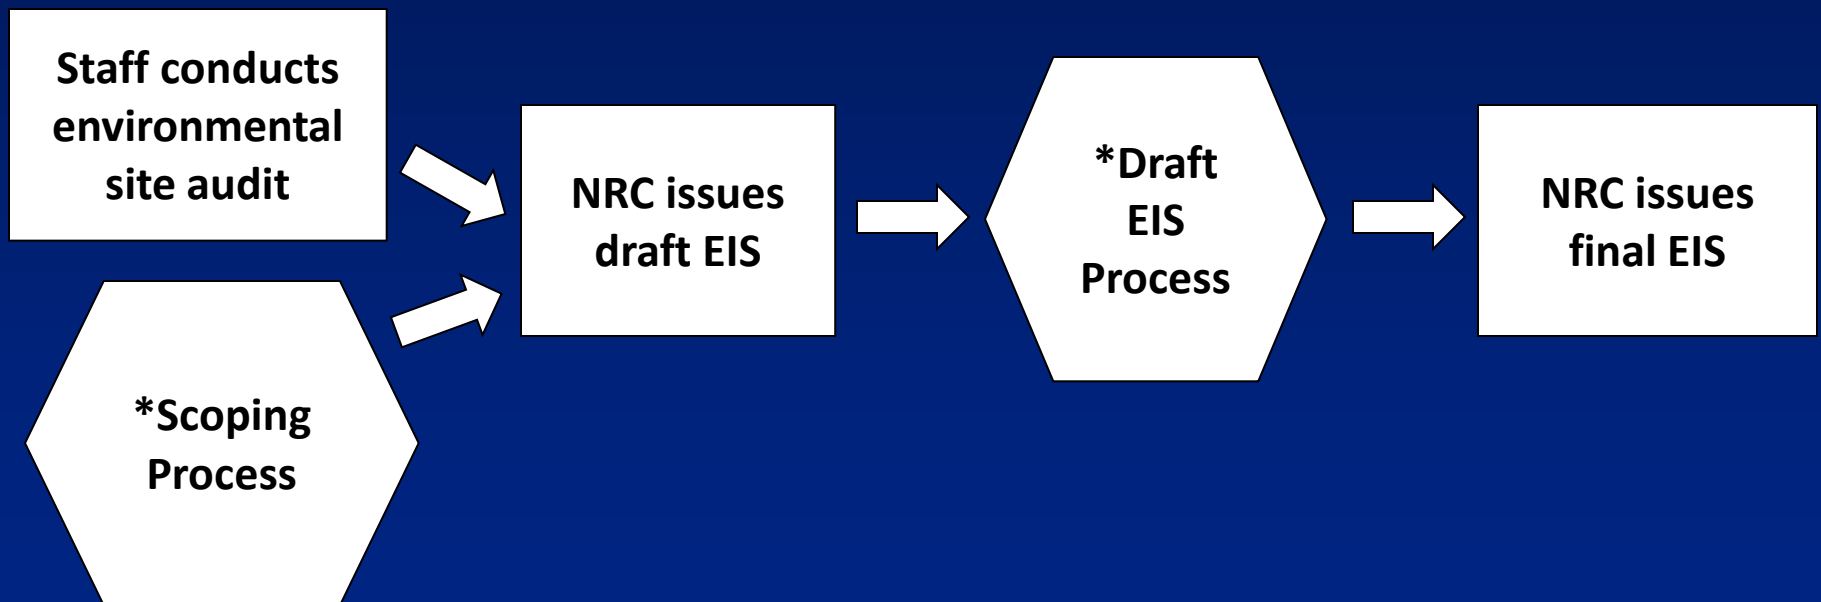 Staff conducts
environmental
site audit
*Scoping
Process
NRC issues
draft EIS
*Draft
EIS
Process
NRC issues
final EIS